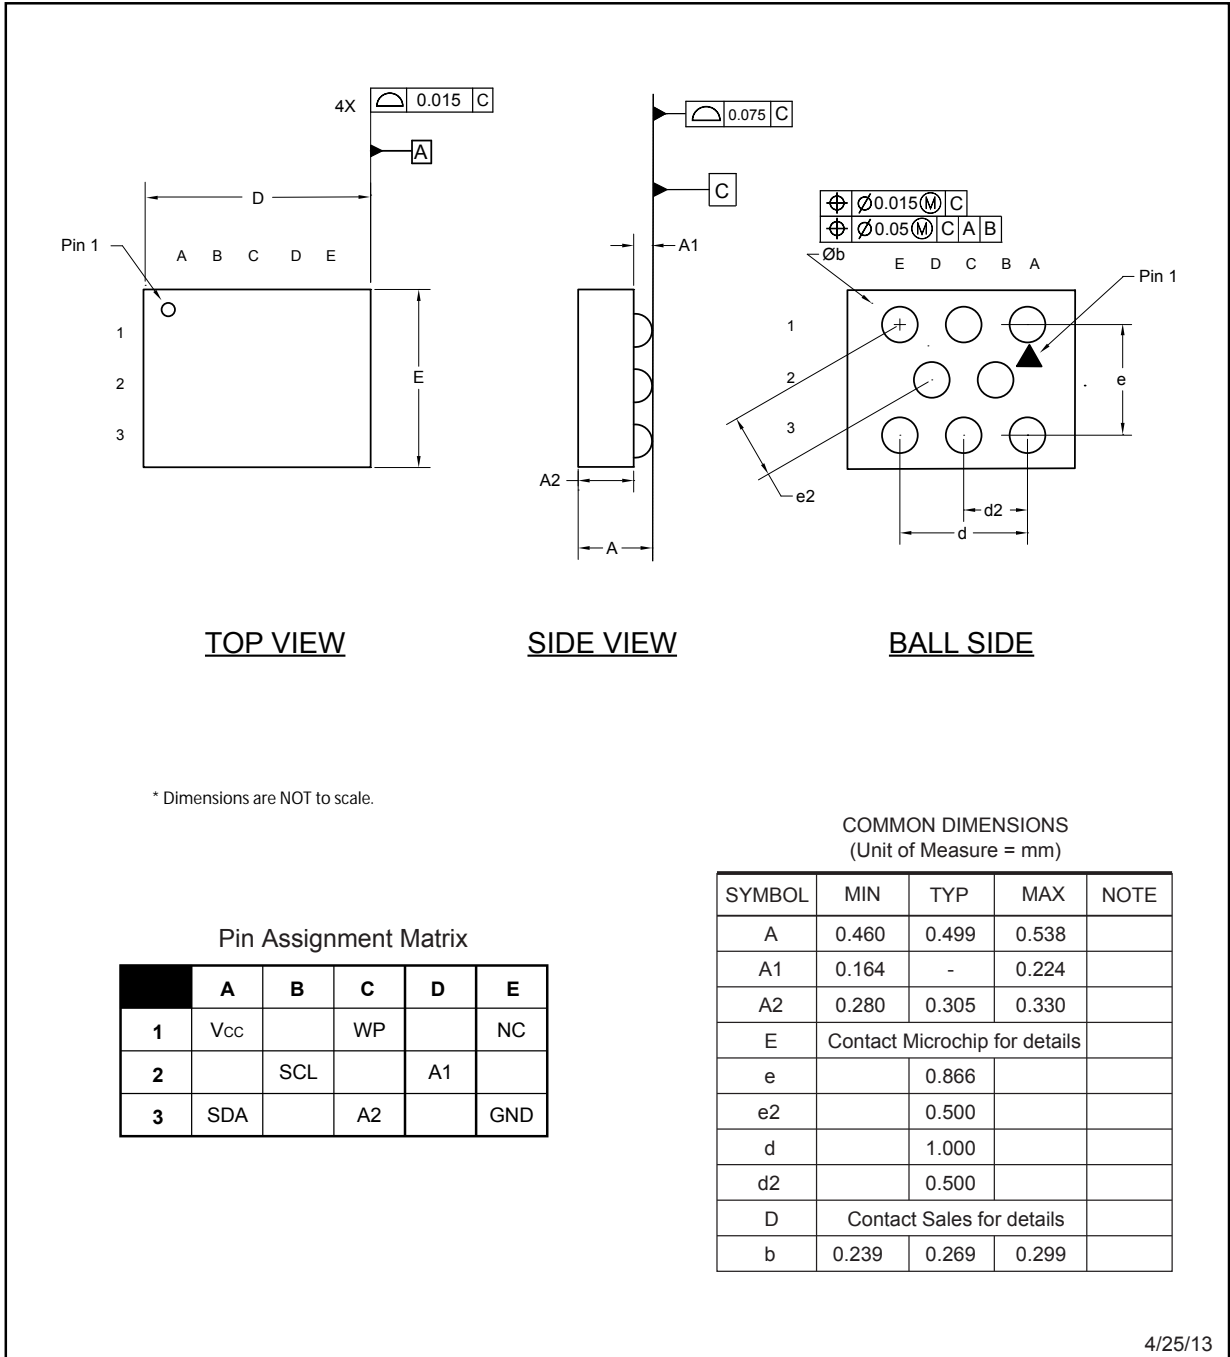 4X 0.015 C
A
D
Pin 1
A B C D E
1
2
3
E
TOP VIEW
0.075 C
C
A1
A2
A
SIDE VIEW
Ø0.015 Ⓜ C
Ø0.05 Ⓜ C A B
Øb
E D C B A
Pin 1
1
2
3
e
e2
d2
d
BALL SIDE
* Dimensions are NOT to scale.
Pin Assignment Matrix
A B C D E
1 Vcc WP NC
2 SCL A1
3 SDA A2 GND
COMMON DIMENSIONS
(Unit of Measure = mm)
SYMBOL MIN TYP MAX NOTE
A 0.460 0.499 0.538
A1 0.164 - 0.224
A2 0.280 0.305 0.330
E Contact Microchip for details
e 0.866
e2 0.500
d 1.000
d2 0.500
D Contact Sales for details
b 0.239 0.269 0.299
4/25/13